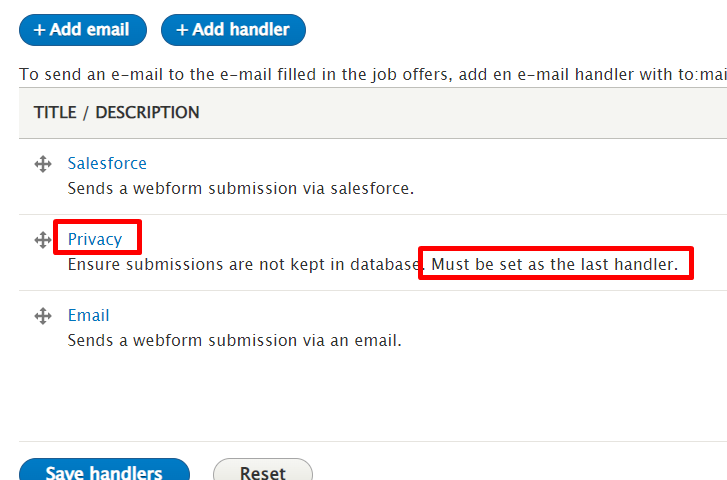 + Add email + Add handler
To send an e-mail to the e-mail filled in the job offers, add en e-mail handler with to:mai
TITLE / DESCRIPTION
Salesforce
Sends a webform submission via salesforce.
Privacy
Ensure submissions are not kept in database. Must be set as the last handler.
Email
Sends a webform submission via an email.
Save handlers Reset